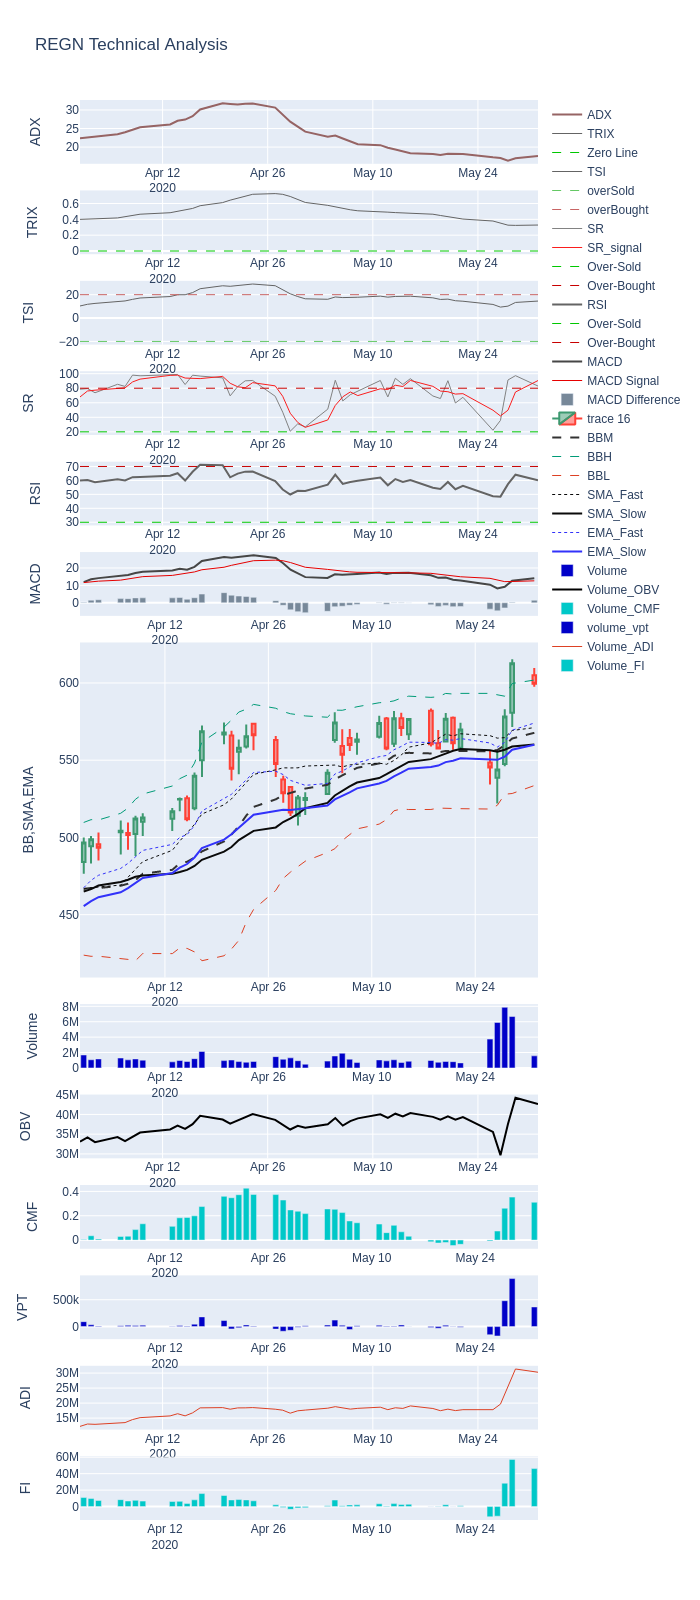 REGN Technical Analysis
ADX
30
25
20
Apr 12
2020
Apr 26
May 10
May 24
TRIX
0.6
0.4
0.2
0
Apr 12
2020
Apr 26
May 10
May 24
TSI
20
0
−20
Apr 12
2020
Apr 26
May 10
May 24
SR
100
80
60
40
20
Apr 12
2020
Apr 26
May 10
May 24
RSI
70
60
50
40
30
Apr 12
2020
Apr 26
May 10
May 24
MACD
20
10
0
Apr 12
2020
Apr 26
May 10
May 24
BB,SMA,EMA
600
550
500
450
Apr 12
2020
Apr 26
May 10
May 24
Volume
8M
6M
4M
2M
0
Apr 12
2020
Apr 26
May 10
May 24
OBV
45M
40M
35M
30M
Apr 12
2020
Apr 26
May 10
May 24
CMF
0.4
0.2
0
Apr 12
2020
Apr 26
May 10
May 24
VPT
500k
0
Apr 12
2020
Apr 26
May 10
May 24
ADI
30M
25M
20M
15M
Apr 12
2020
Apr 26
May 10
May 24
FI
60M
40M
20M
0
Apr 12
2020
Apr 26
May 10
May 24
ADX
TRIX
Zero Line
TSI
overSold
overBought
SR
SR_signal
Over-Sold
Over-Bought
RSI
Over-Sold
Over-Bought
MACD
MACD Signal
MACD Difference
trace 16
BBM
BBH
BBL
SMA_Fast
SMA_Slow
EMA_Fast
EMA_Slow
Volume
Volume_OBV
Volume_CMF
volume_vpt
Volume_ADI
Volume_FI